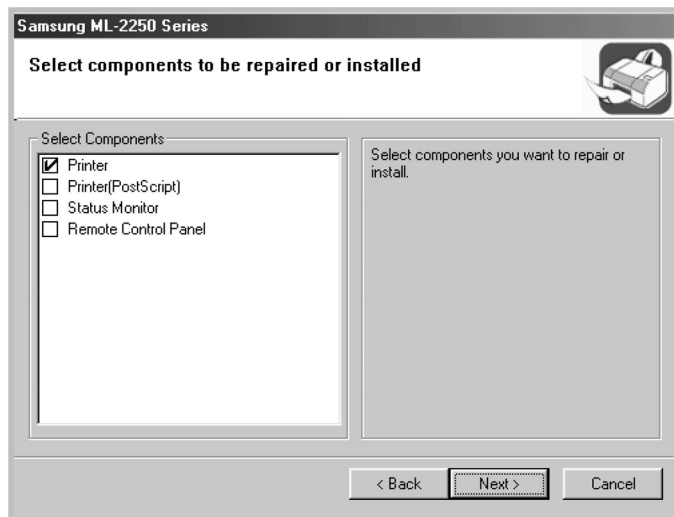 Samsung ML-2250 Series
Select components to be repaired or installed
Select Components
Printer
Printer(PostScript)
Status Monitor
Remote Control Panel
Select components you want to repair or
install.
< Back
Next >
Cancel